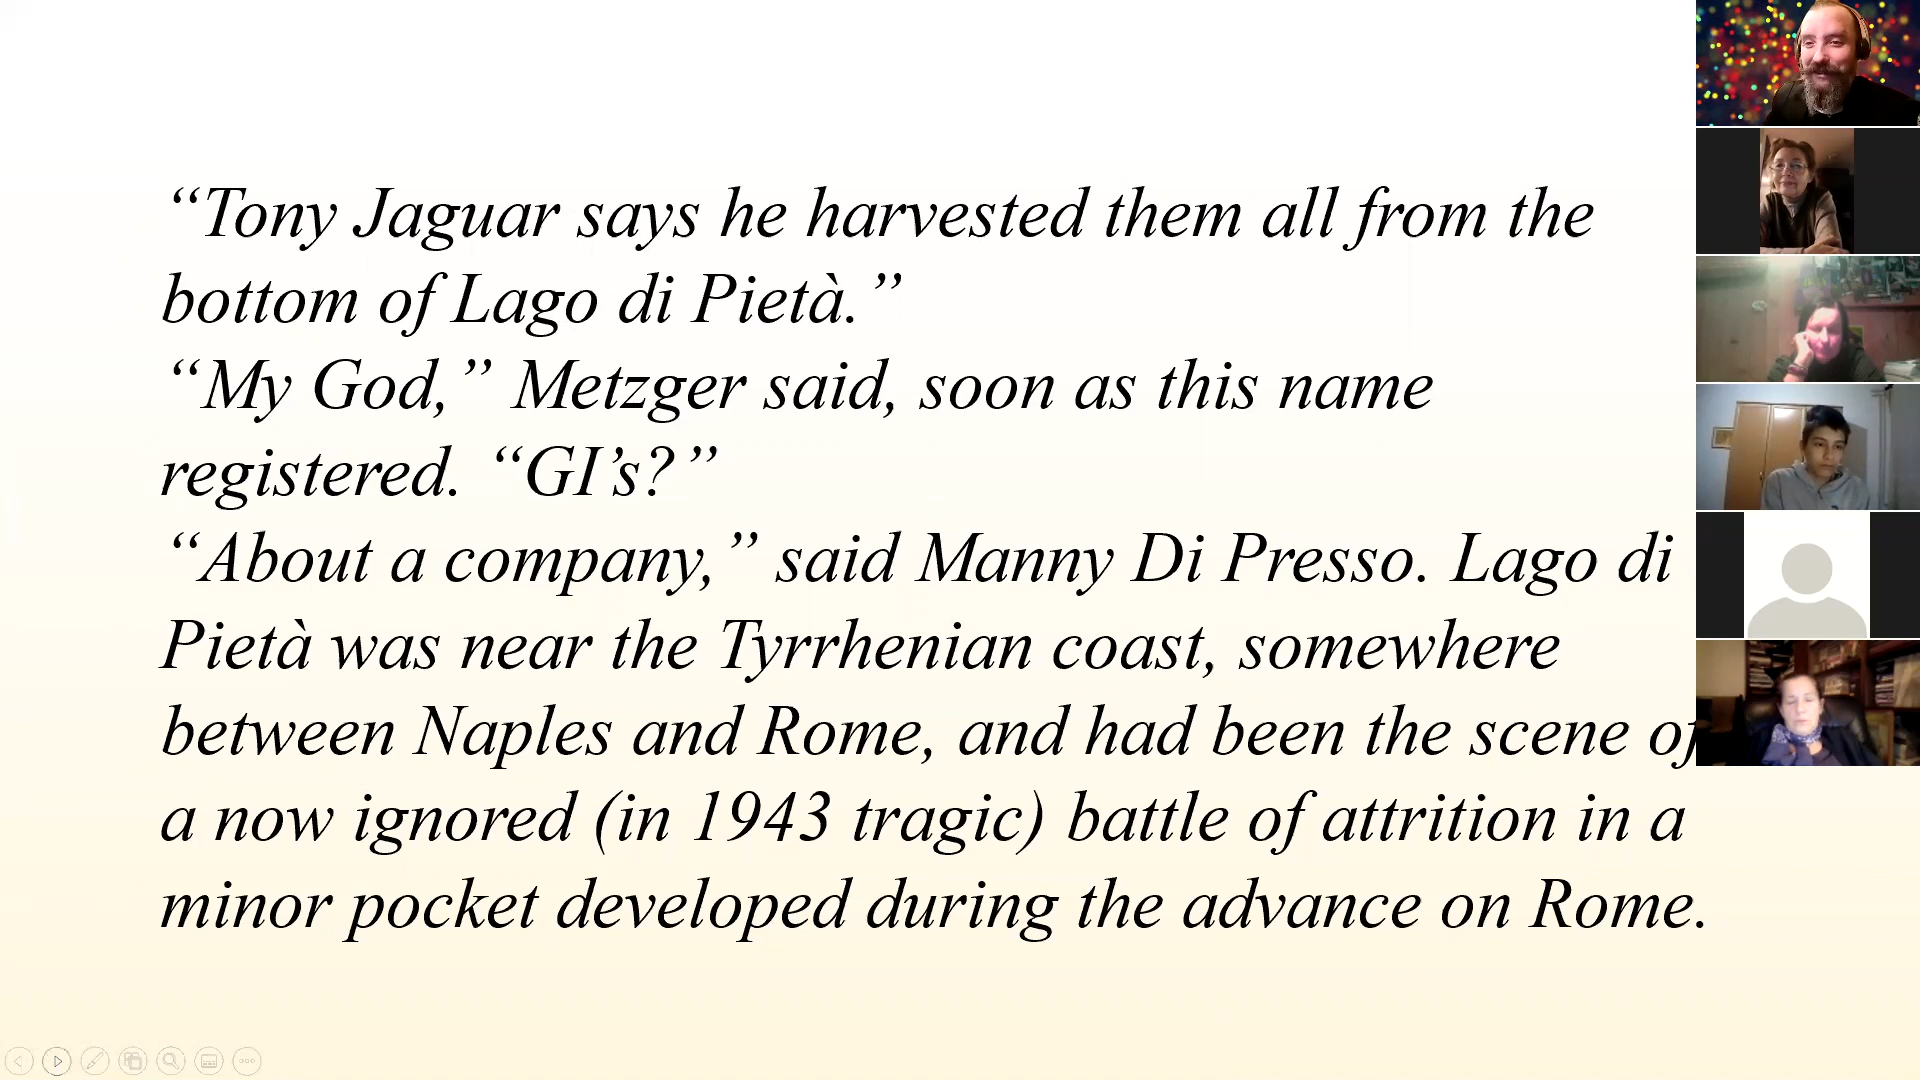 “Tony Jaguar says he harvested them all from the
bottom of Lago di Pietà.”
“My God,” Metzger said, soon as this name
registered. “GI’s?”
“About a company,” said Manny Di Presso. Lago di
Pietà was near the Tyrrhenian coast, somewhere
between Naples and Rome, and had been the scene of
a now ignored (in 1943 tragic) battle of attrition in a
minor pocket developed during the advance on Rome.